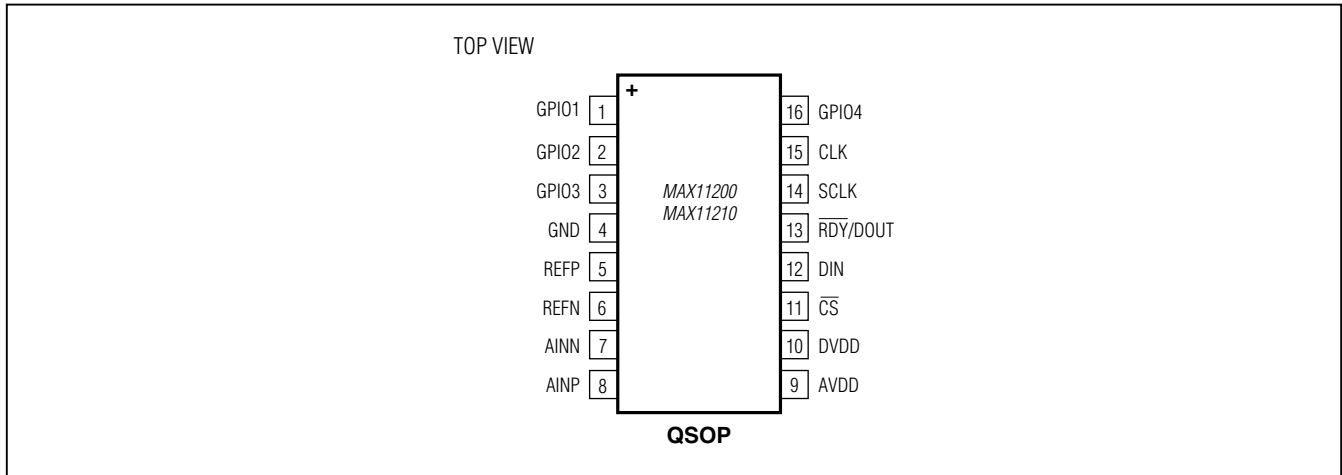 TOP VIEW
+
GPIO1 1
GPIO2 2
GPIO3 3
GND 4
REFP 5
REFN 6
AINN 7
AINP 8
MAX11200
MAX11210
16 GPIO4
15 CLK
14 SCLK
13 RDY/DOUT
12 DIN
11 CS
10 DVDD
9 AVDD
QSOP